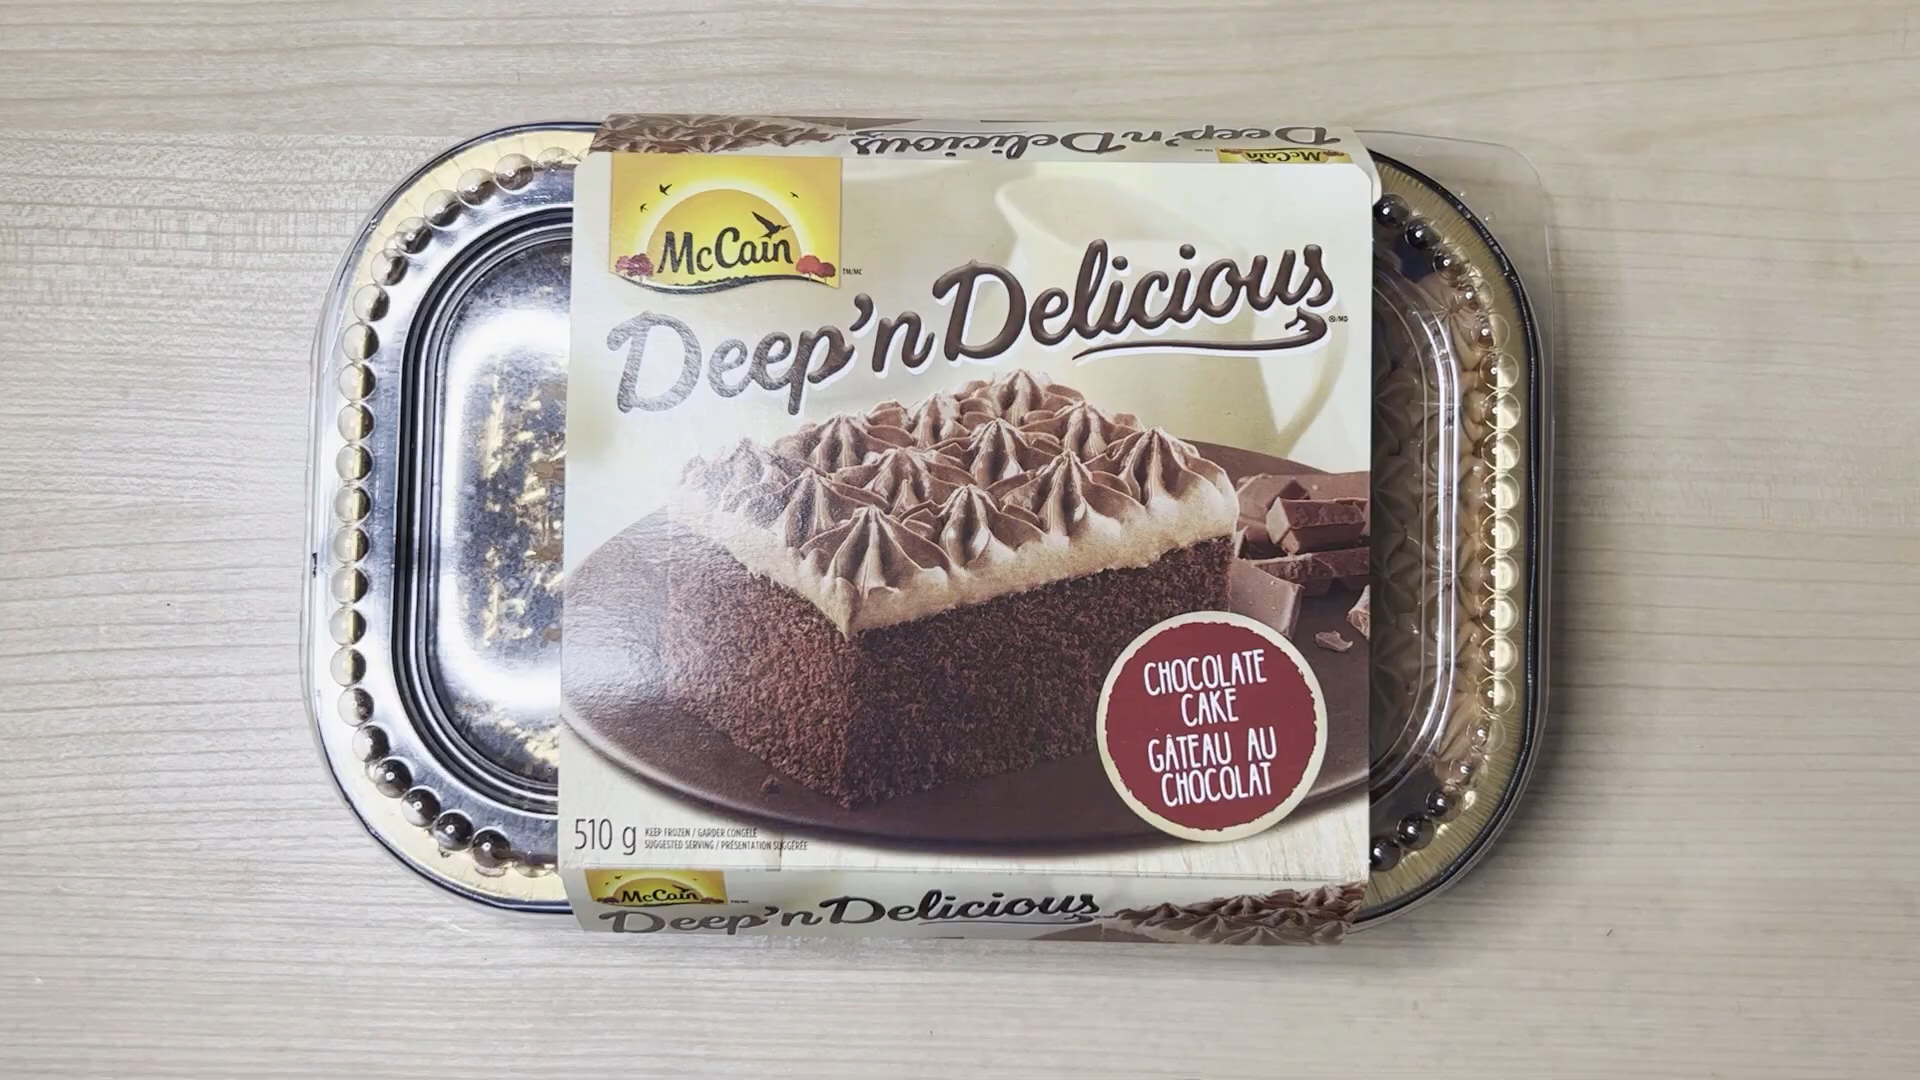 Deep'n Delicious
McCain
McCain
TM/MC
Deep'n Delicious
®/MD
CHOCOLATE
CAKE
GÂTEAU AU
CHOCOLAT
510 g
KEEP FROZEN / GARDER CONGELÉ
SUGGESTED SERVING / PRÉSENTATION SUGGÉRÉE
McCain
Deep'n Delicious